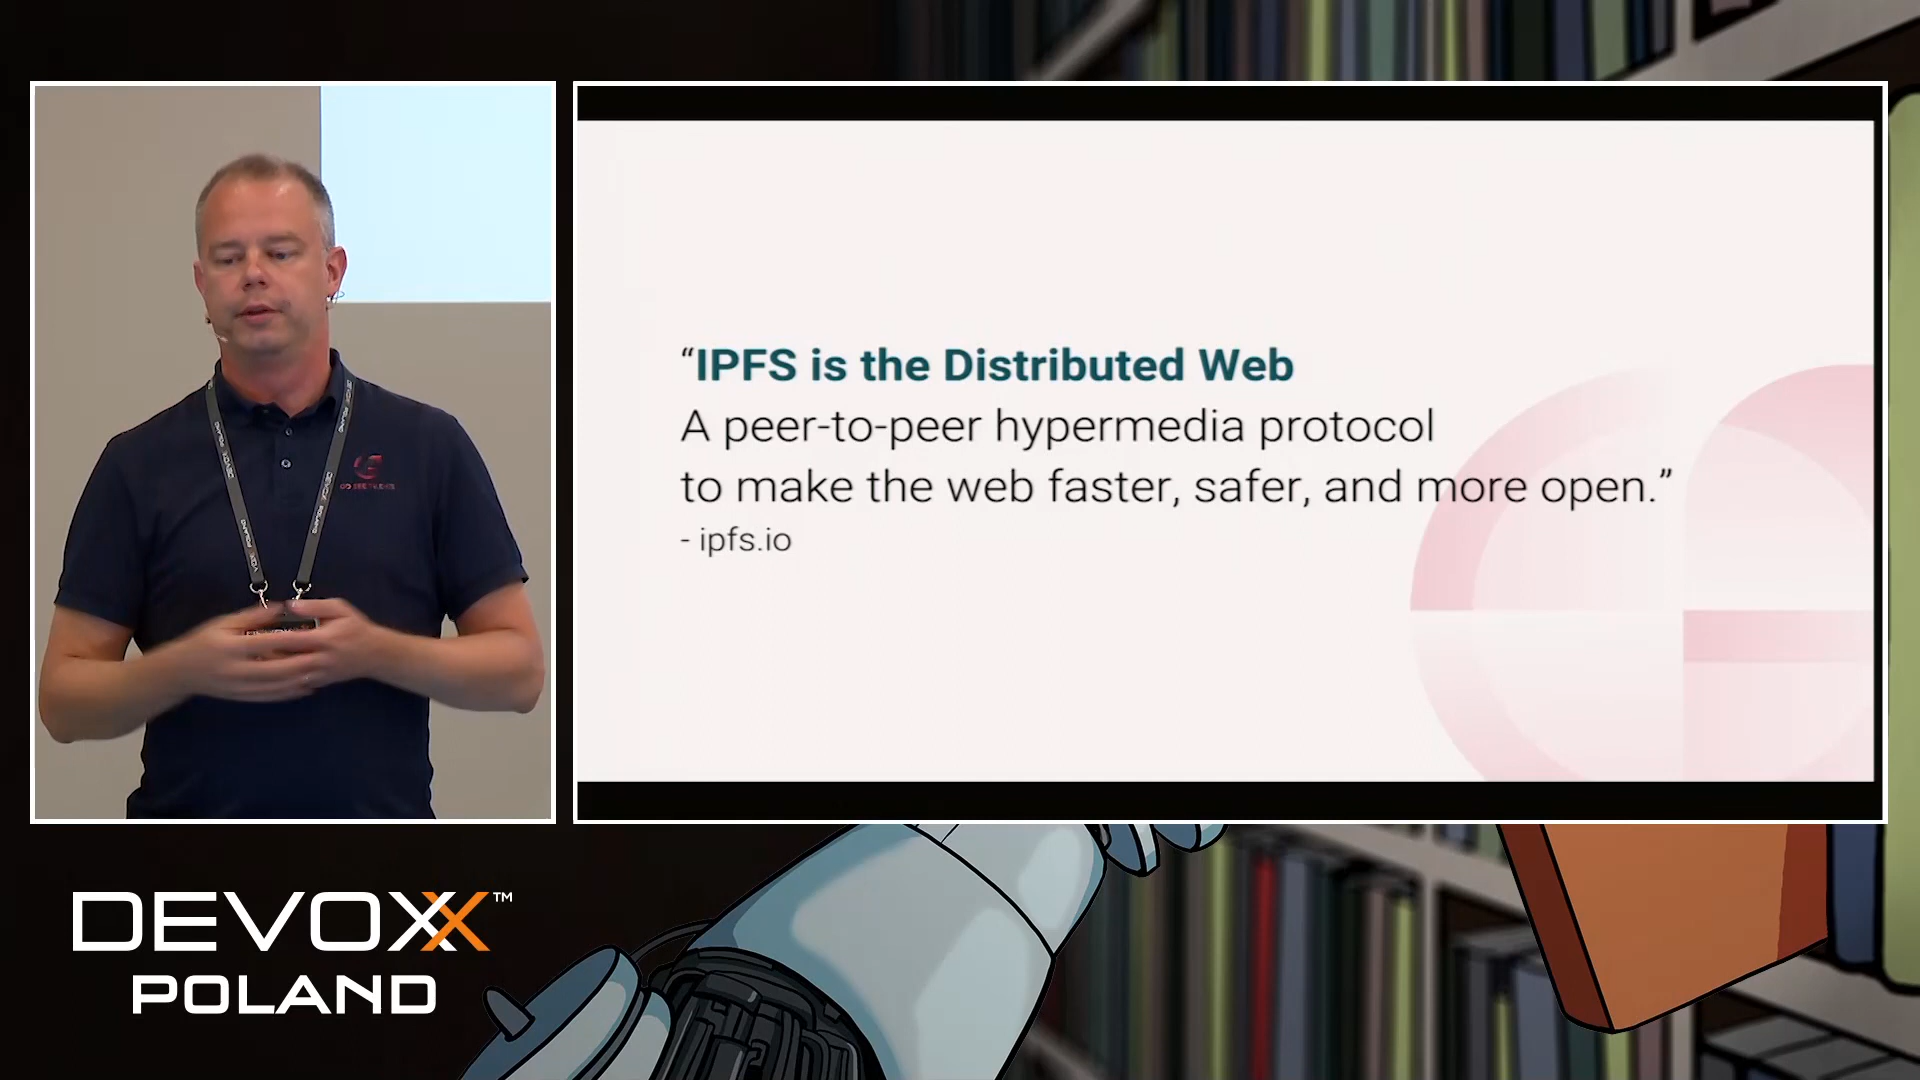 “IPFS is the Distributed Web
A peer-to-peer hypermedia protocol
to make the web faster, safer, and more open.”
- ipfs.io
DEVOXX™
POLAND